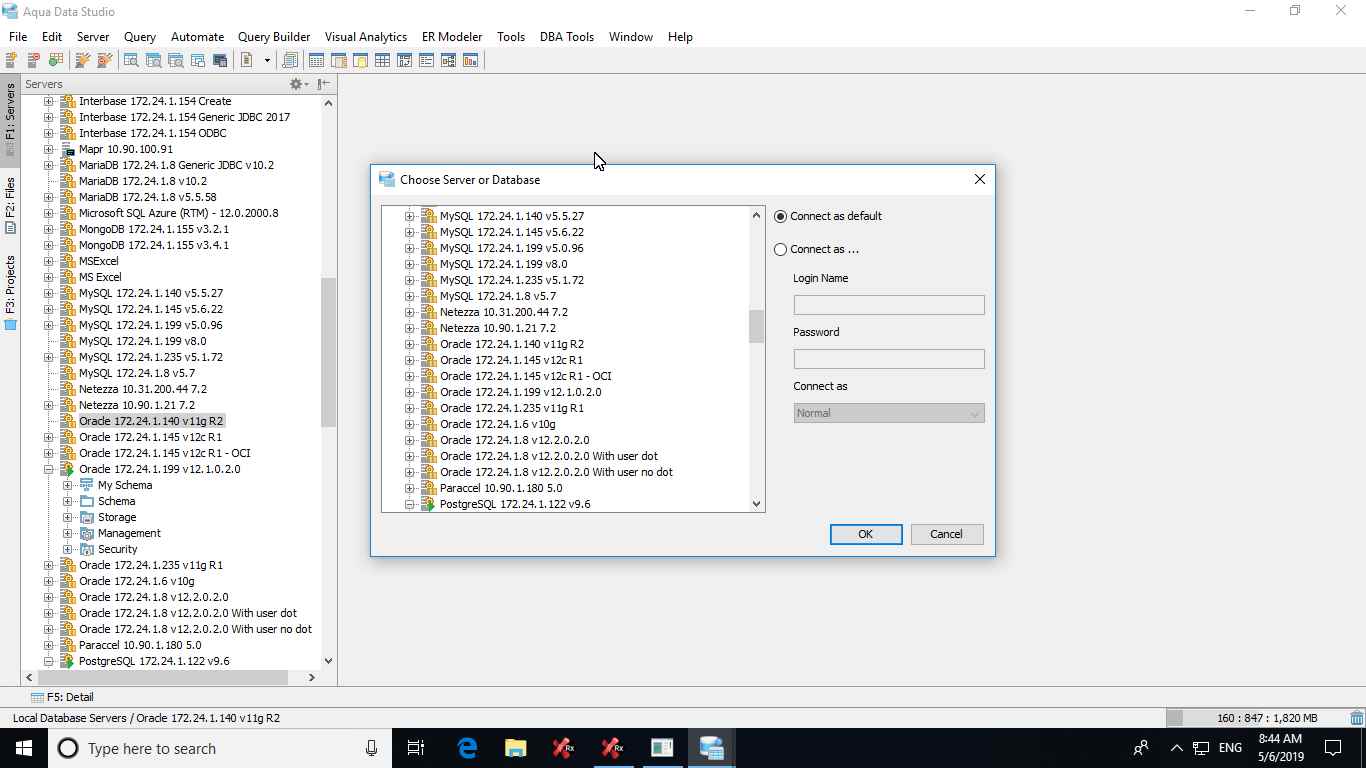 Aqua Data Studio
File Edit Server Query Automate Query Builder Visual Analytics ER Modeler Tools DBA Tools Window Help
F1: Servers
F2: Files
F3: Projects
Servers
Interbase 172.24.1.154 Create
Interbase 172.24.1.154 Generic JDBC 2017
Interbase 172.24.1.154 ODBC
Mapr 10.90.100.91
MariaDB 172.24.1.8 Generic JDBC v10.2
MariaDB 172.24.1.8 v10.2
MariaDB 172.24.1.8 v5.5.58
Microsoft SQL Azure (RTM) - 12.0.2000.8
MongoDB 172.24.1.155 v3.2.1
MongoDB 172.24.1.155 v3.4.1
MSExcel
MS Excel
MySQL 172.24.1.140 v5.5.27
MySQL 172.24.1.145 v5.6.22
MySQL 172.24.1.199 v5.0.96
MySQL 172.24.1.199 v8.0
MySQL 172.24.1.235 v5.1.72
MySQL 172.24.1.8 v5.7
Netezza 10.31.200.44 7.2
Netezza 10.90.1.21 7.2
Oracle 172.24.1.140 v11g R2
Oracle 172.24.1.145 v12c R1
Oracle 172.24.1.145 v12c R1 - OCI
Oracle 172.24.1.199 v12.1.0.2.0
My Schema
Schema
Storage
Management
Security
Oracle 172.24.1.235 v11g R1
Oracle 172.24.1.6 v10g
Oracle 172.24.1.8 v12.2.0.2.0
Oracle 172.24.1.8 v12.2.0.2.0 With user dot
Oracle 172.24.1.8 v12.2.0.2.0 With user no dot
Paraccel 10.90.1.180 5.0
PostgreSQL 172.24.1.122 v9.6
Choose Server or Database
MySQL 172.24.1.140 v5.5.27
MySQL 172.24.1.145 v5.6.22
MySQL 172.24.1.199 v5.0.96
MySQL 172.24.1.199 v8.0
MySQL 172.24.1.235 v5.1.72
MySQL 172.24.1.8 v5.7
Netezza 10.31.200.44 7.2
Netezza 10.90.1.21 7.2
Oracle 172.24.1.140 v11g R2
Oracle 172.24.1.145 v12c R1
Oracle 172.24.1.145 v12c R1 - OCI
Oracle 172.24.1.199 v12.1.0.2.0
Oracle 172.24.1.235 v11g R1
Oracle 172.24.1.6 v10g
Oracle 172.24.1.8 v12.2.0.2.0
Oracle 172.24.1.8 v12.2.0.2.0 With user dot
Oracle 172.24.1.8 v12.2.0.2.0 With user no dot
Paraccel 10.90.1.180 5.0
PostgreSQL 172.24.1.122 v9.6
Connect as default
Connect as ...
Login Name
Password
Connect as
Normal
OK Cancel
F5: Detail
Local Database Servers / Oracle 172.24.1.140 v11g R2
160 : 847 : 1,820 MB
Type here to search
Rx
Rx
ENG
8:44 AM
5/6/2019